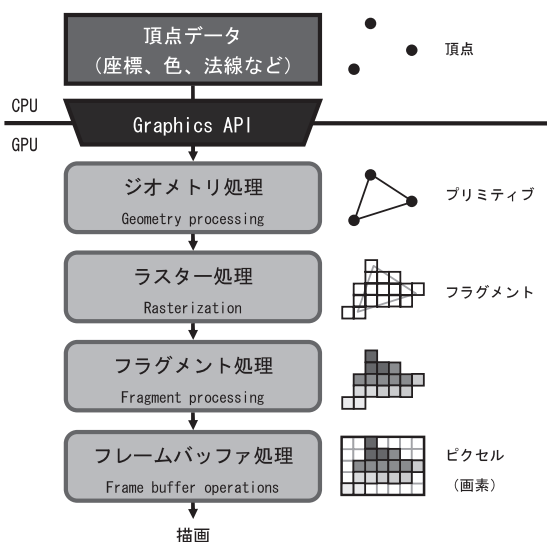 頂点データ
(座標、色、法線など)
頂点
CPU
Graphics API
GPU
ジオメトリ処理
Geometry processing
プリミティブ
ラスター処理
Rasterization
フラグメント
フラグメント処理
Fragment processing
フレームバッファ処理
Frame buffer operations
ピクセル
(画素)
描画